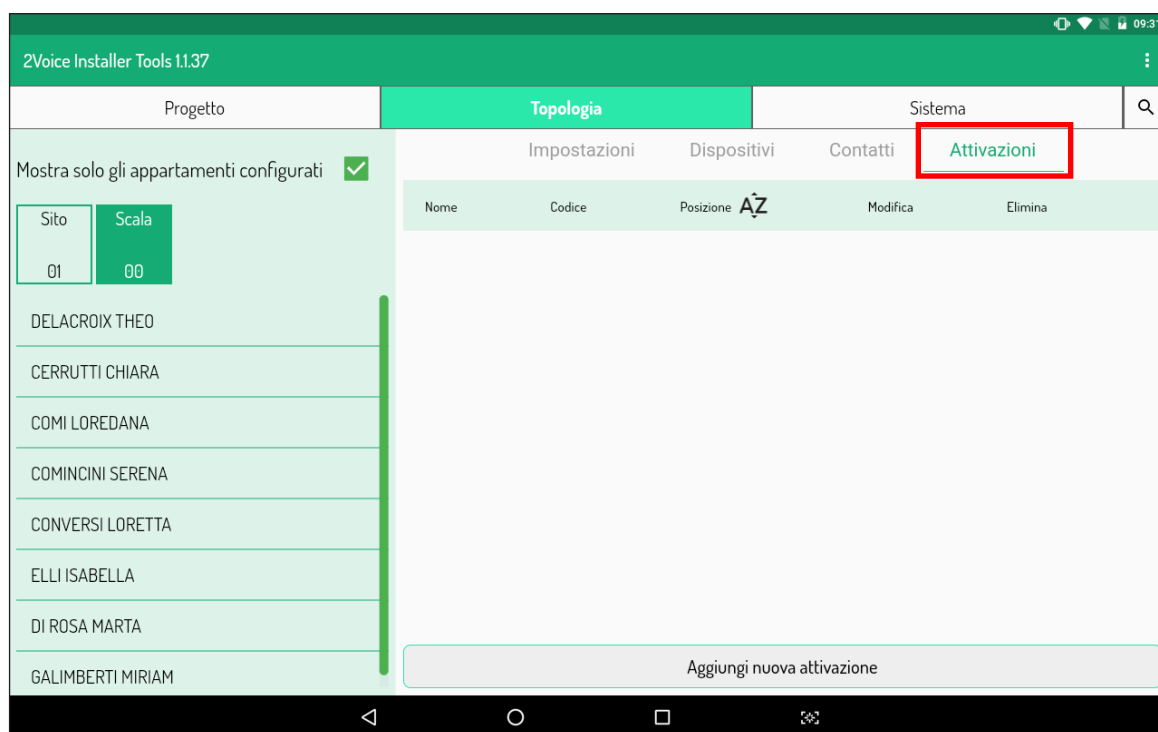 09:31
2Voice Installer Tools 1.1.37
Progetto
Topologia
Sistema
Mostra solo gli appartamenti configurati
Impostazioni
Dispositivi
Contatti
Attivazioni
Nome
Codice
Posizione AZ
Modifica
Elimina
Sito
01
Scala
00
DELACROIX THEO
CERRUTTI CHIARA
COMI LOREDANA
COMINCINI SERENA
CONVERSI LORETTA
ELLI ISABELLA
DI ROSA MARTA
GALIMBERTI MIRIAM
Aggiungi nuova attivazione